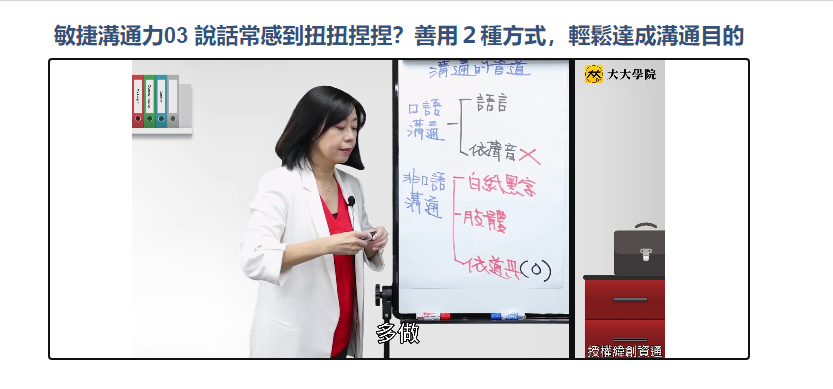 敏捷溝通力03 說話常感到扭扭捏捏？善用２種方式，輕鬆達成溝通目的
大大學院
溝通的管道
口語
溝通
語言
依聲音
非口語
溝通
白紙黑字
肢體
依道具(O)
多做
授權緯創資通